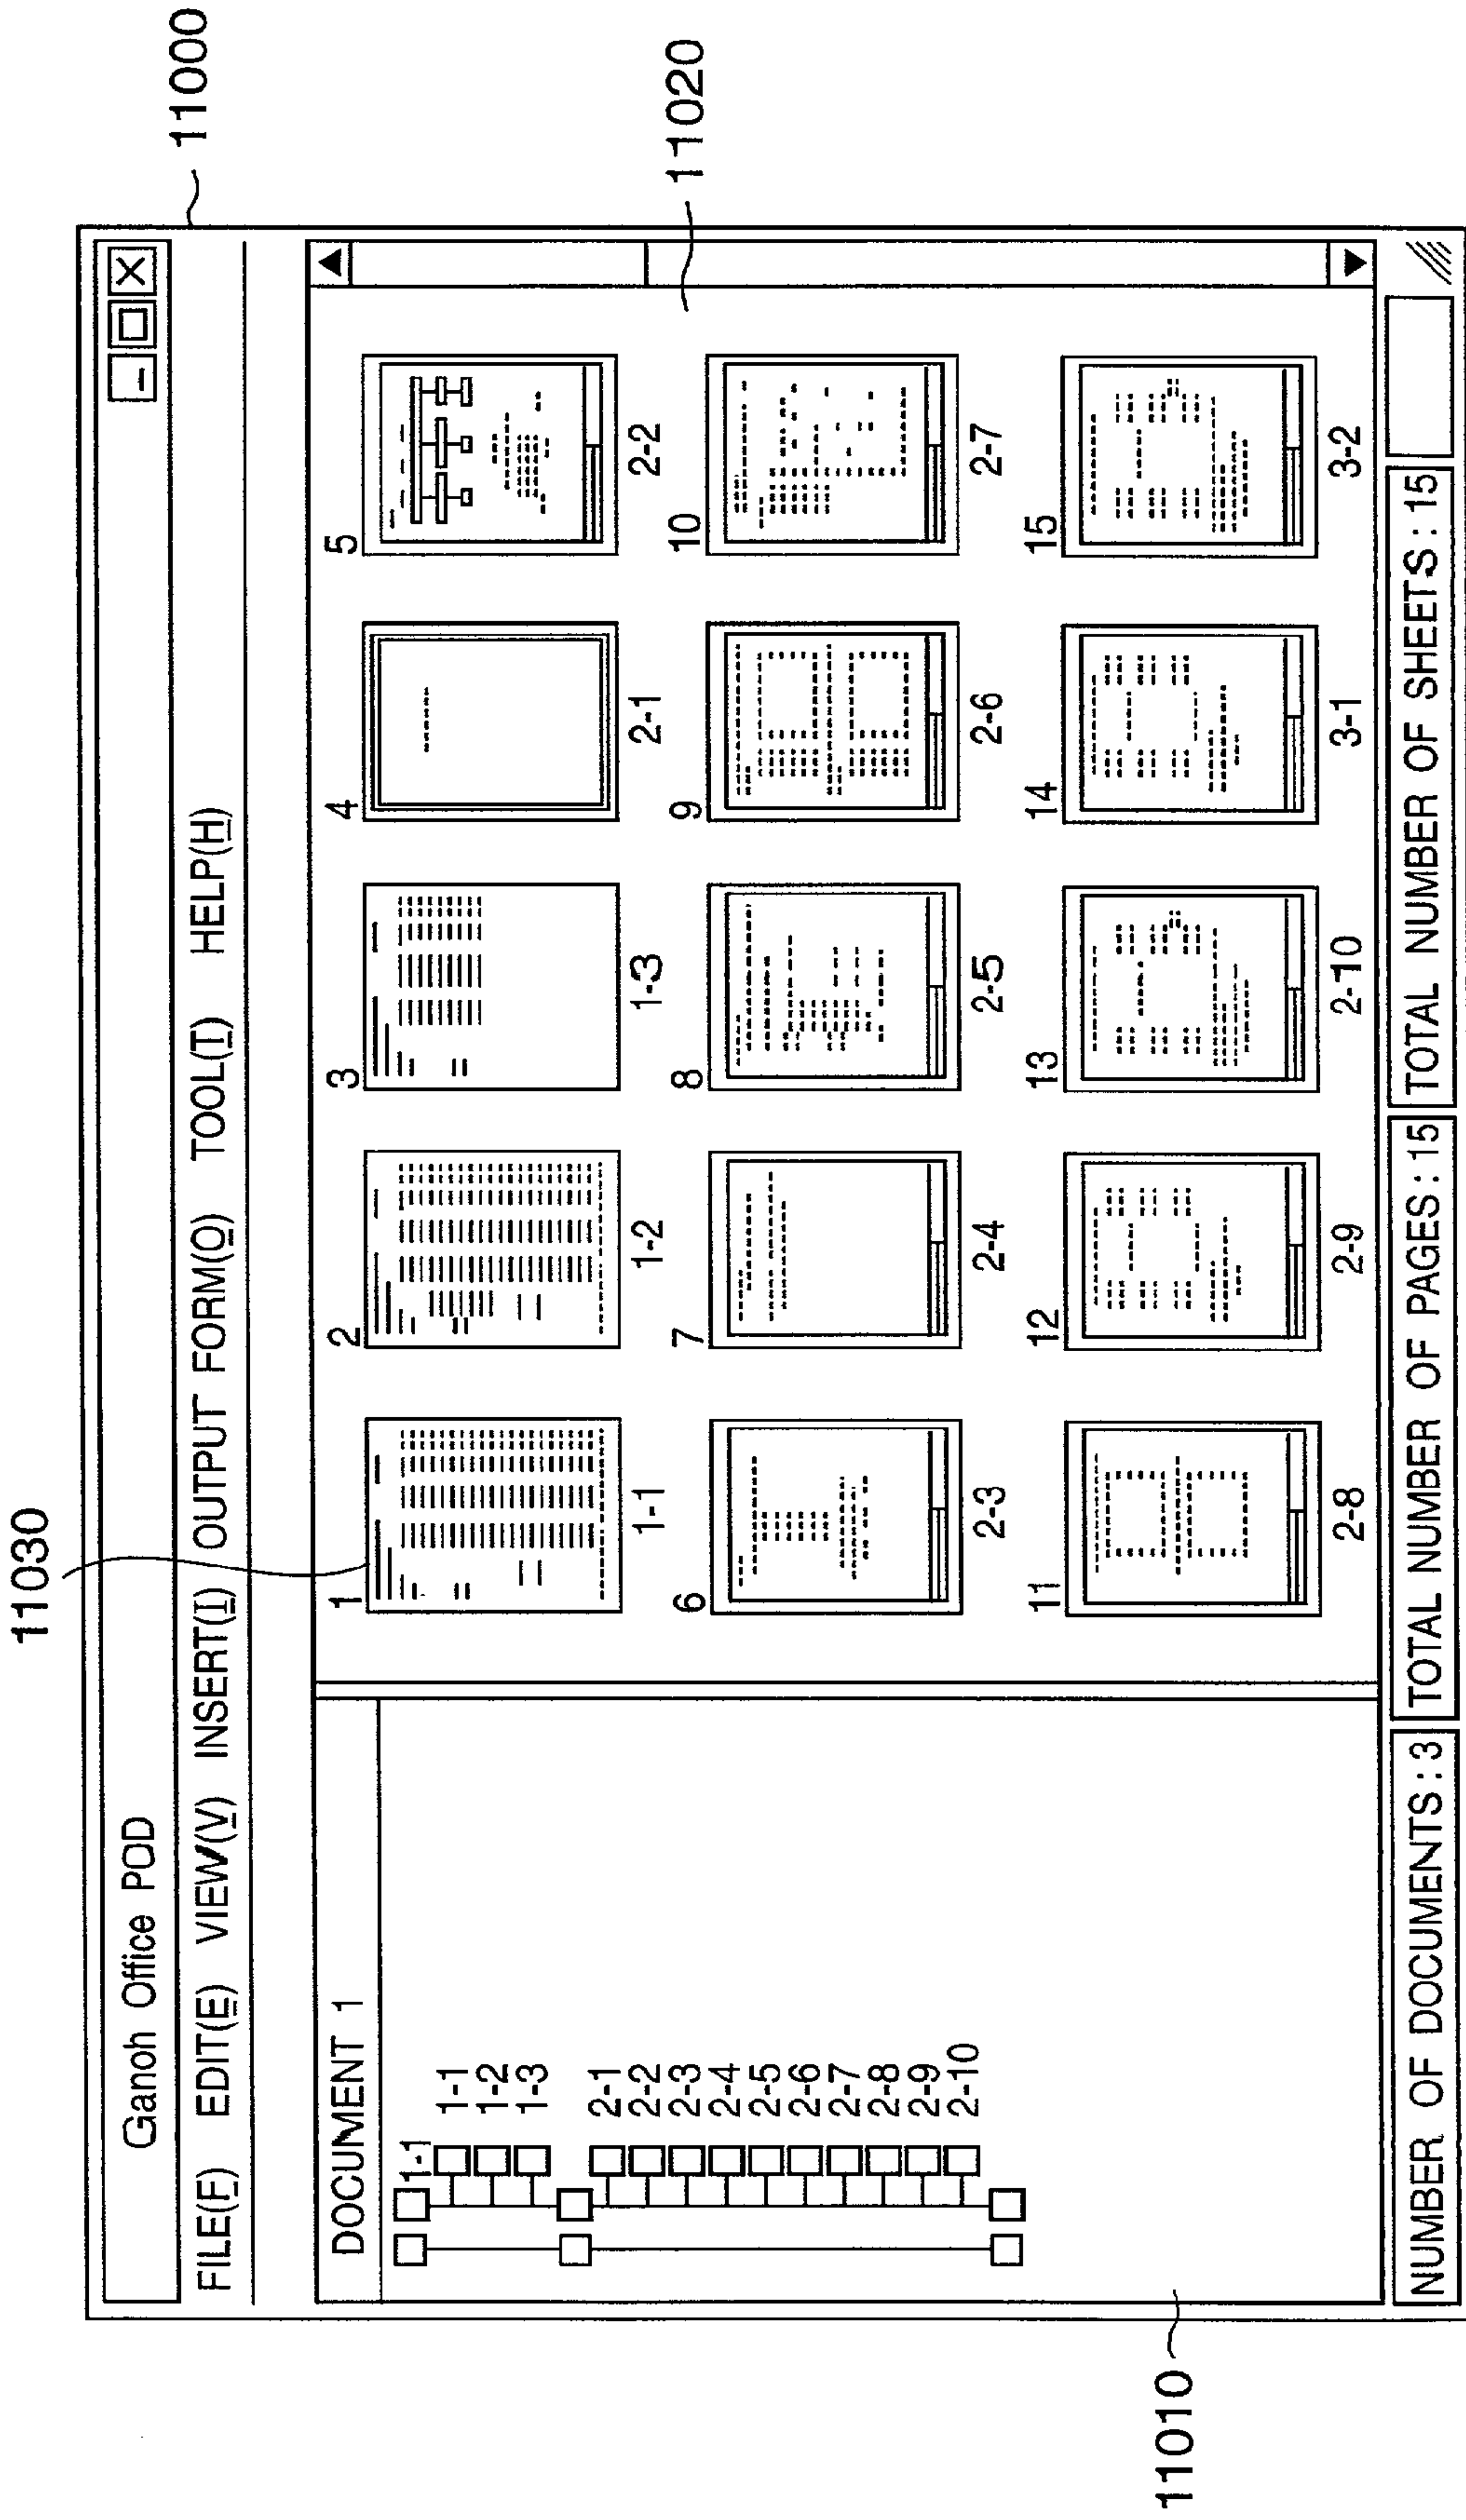 11000
11030
11020
11010
Ganoh Office POD
FILE(F) EDIT(E) VIEW(V) INSERT(I) OUTPUT FORM(O) TOOL(T) HELP(H)
DOCUMENT 1
1-1
1-1
1-2
1-3
2-1
2-2
2-3
2-4
2-5
2-6
2-7
2-8
2-9
2-10
1 2 3 4 5
1-1 1-2 1-3 2-1 2-2
6 7 8 9 10
2-3 2-4 2-5 2-6 2-7
11 12 13 14 15
2-8 2-9 2-10 3-1 3-2
NUMBER OF DOCUMENTS:3 TOTAL NUMBER OF PAGES:15 TOTAL NUMBER OF SHEETS:15